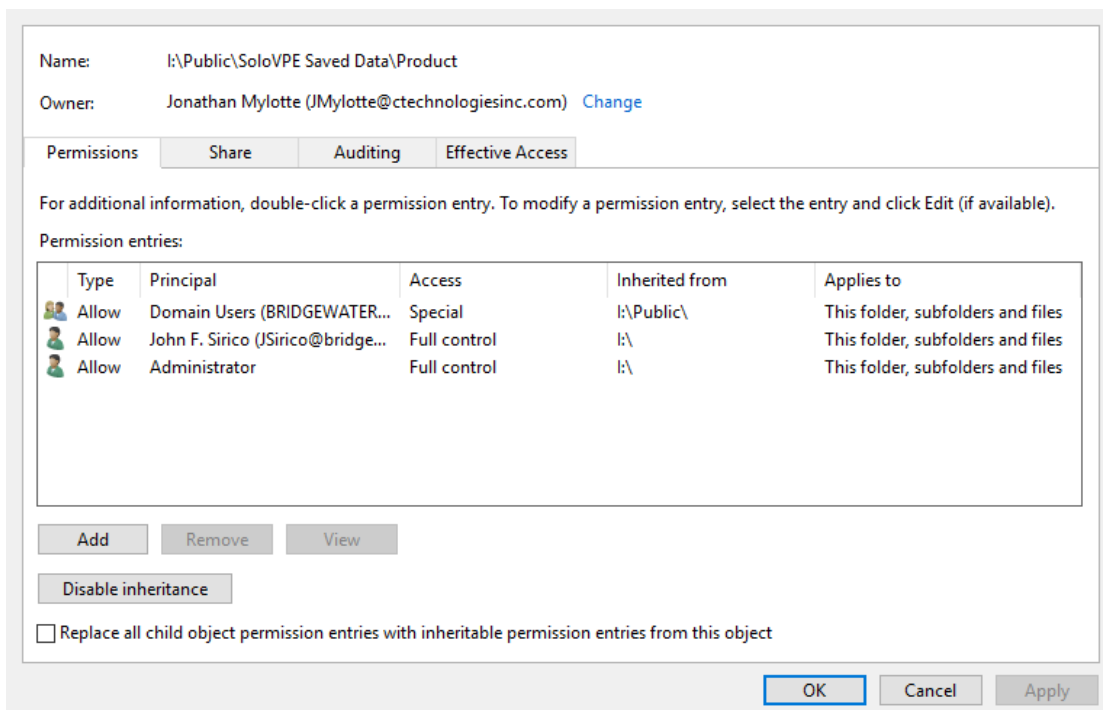 Name: I:\Public\SoloVPE Saved Data\Product
Owner: Jonathan Mylotte (JMylotte@ctechnologiesinc.com) Change
Permissions Share Auditing Effective Access
For additional information, double-click a permission entry. To modify a permission entry, select the entry and click Edit (if available).
Permission entries:
Type Principal Access Inherited from Applies to
Allow Domain Users (BRIDGEWATER... Special I:\Public\ This folder, subfolders and files
Allow John F. Sirico (JSirico@bridge... Full control I:\ This folder, subfolders and files
Allow Administrator Full control I:\ This folder, subfolders and files
Add Remove View
Disable inheritance
Replace all child object permission entries with inheritable permission entries from this object
OK Cancel Apply